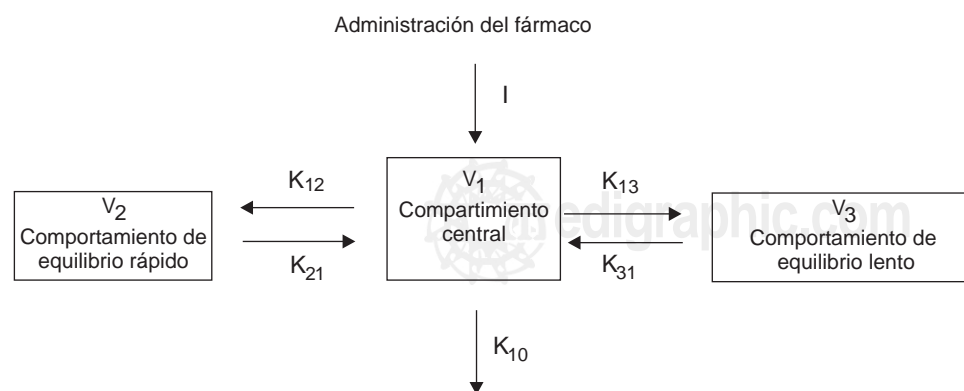 Administración del fármaco
I
K12
V1
Compartimiento
central
K13
V2
Comportamiento de
equilibrio rápido
K21
V3
Comportamiento de
equilibrio lento
K31
K10
edigraphic.com